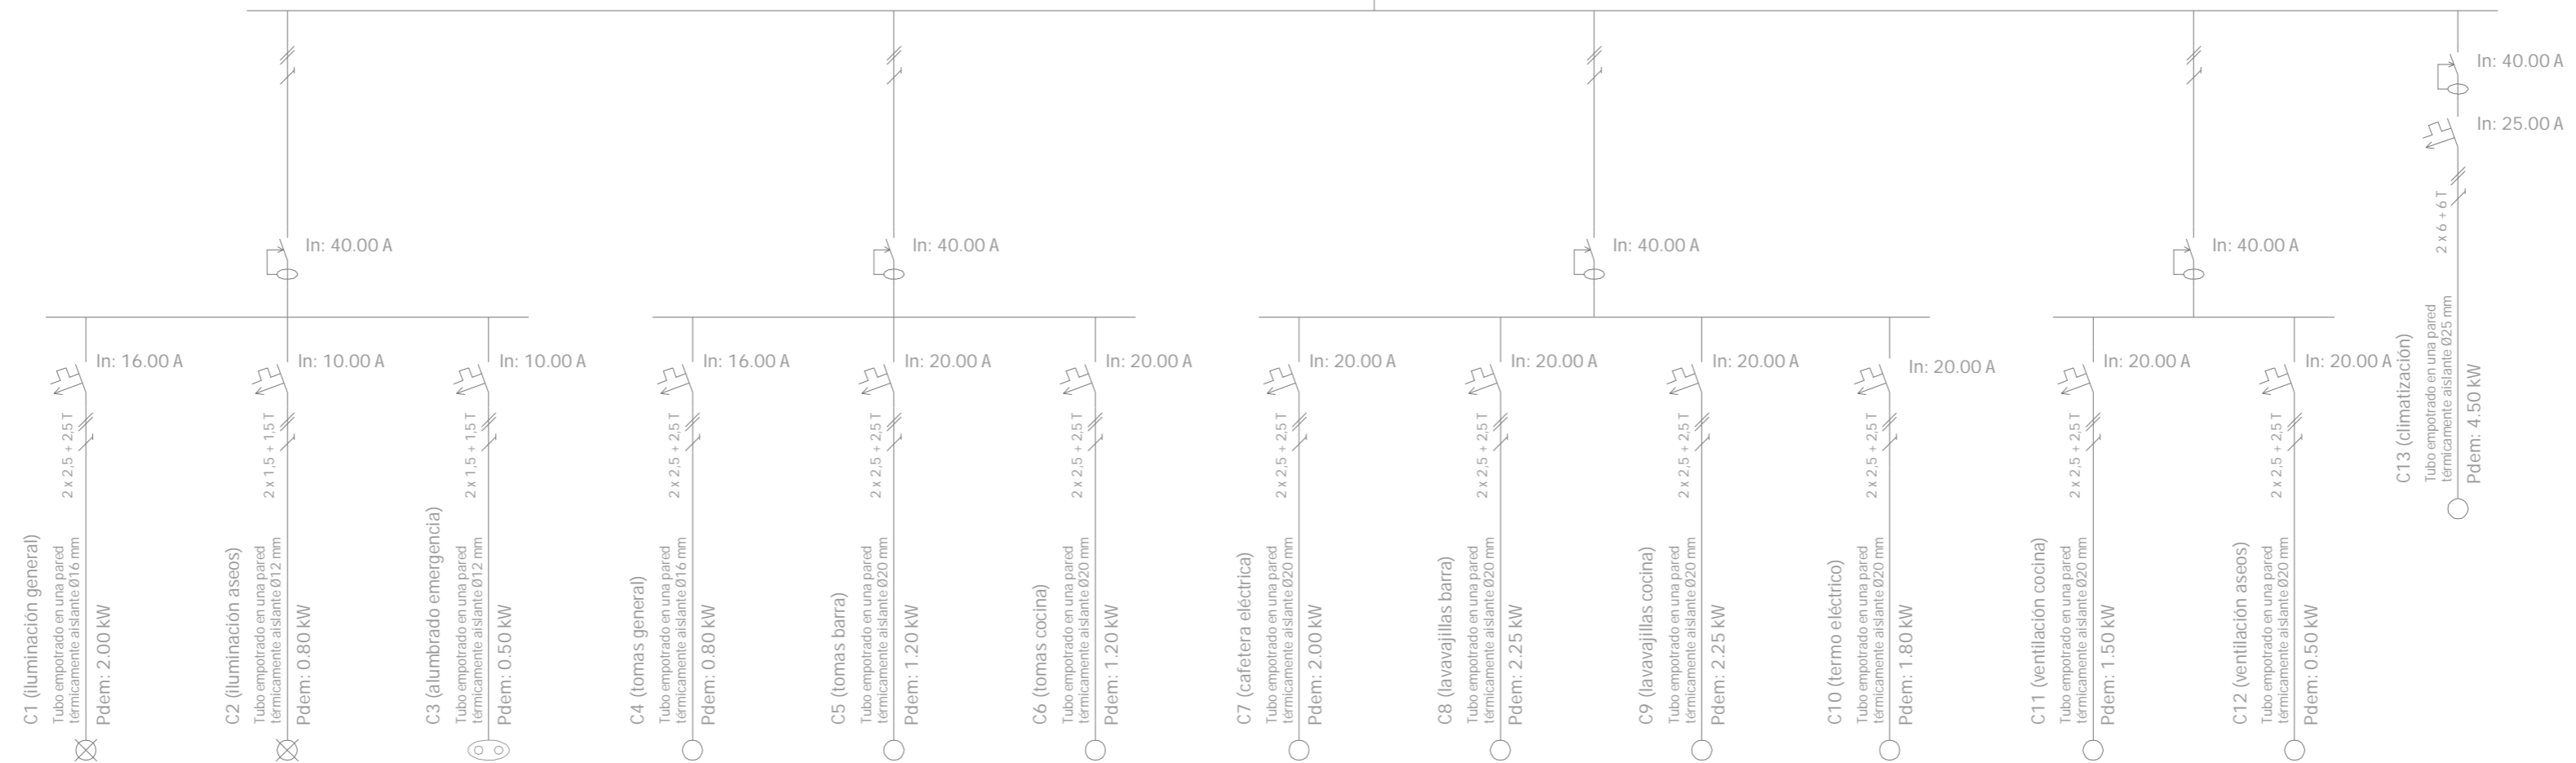 In: 40.00 A
In: 25.00 A
2 x 6 + 6 T
C13 (climatización)
Tubo empotrado en una pared
térmicamente aislante Ø25 mm
Pdem: 4.50 kW
In: 40.00 A
In: 40.00 A
In: 40.00 A
In: 40.00 A
In: 16.00 A
2 x 2,5 + 2,5 T
C1 (iluminación general)
Tubo empotrado en una pared
térmicamente aislante Ø16 mm
Pdem: 2.00 kW
In: 10.00 A
2 x 1,5 + 1,5 T
C2 (iluminación aseos)
Tubo empotrado en una pared
térmicamente aislante Ø12 mm
Pdem: 0.80 kW
In: 10.00 A
2 x 1,5 + 1,5 T
C3 (alumbrado emergencia)
Tubo empotrado en una pared
térmicamente aislante Ø12 mm
Pdem: 0.50 kW
In: 16.00 A
2 x 2,5 + 2,5 T
C4 (tomas general)
Tubo empotrado en una pared
térmicamente aislante Ø16 mm
Pdem: 0.80 kW
In: 20.00 A
2 x 2,5 + 2,5 T
C5 (tomas barra)
Tubo empotrado en una pared
térmicamente aislante Ø20 mm
Pdem: 1.20 kW
In: 20.00 A
2 x 2,5 + 2,5 T
C6 (tomas cocina)
Tubo empotrado en una pared
térmicamente aislante Ø20 mm
Pdem: 1.20 kW
In: 20.00 A
2 x 2,5 + 2,5 T
C7 (cafetera eléctrica)
Tubo empotrado en una pared
térmicamente aislante Ø20 mm
Pdem: 2.00 kW
In: 20.00 A
2 x 2,5 + 2,5 T
C8 (lavavajillas barra)
Tubo empotrado en una pared
térmicamente aislante Ø20 mm
Pdem: 2.25 kW
In: 20.00 A
2 x 2,5 + 2,5 T
C9 (lavavajillas cocina)
Tubo empotrado en una pared
térmicamente aislante Ø20 mm
Pdem: 2.25 kW
In: 20.00 A
2 x 2,5 + 2,5 T
C10 (termo eléctrico)
Tubo empotrado en una pared
térmicamente aislante Ø20 mm
Pdem: 1.80 kW
In: 20.00 A
2 x 2,5 + 2,5 T
C11 (ventilación cocina)
Tubo empotrado en una pared
térmicamente aislante Ø20 mm
Pdem: 1.50 kW
In: 20.00 A
2 x 2,5 + 2,5 T
C12 (ventilación aseos)
Tubo empotrado en una pared
térmicamente aislante Ø20 mm
Pdem: 0.50 kW